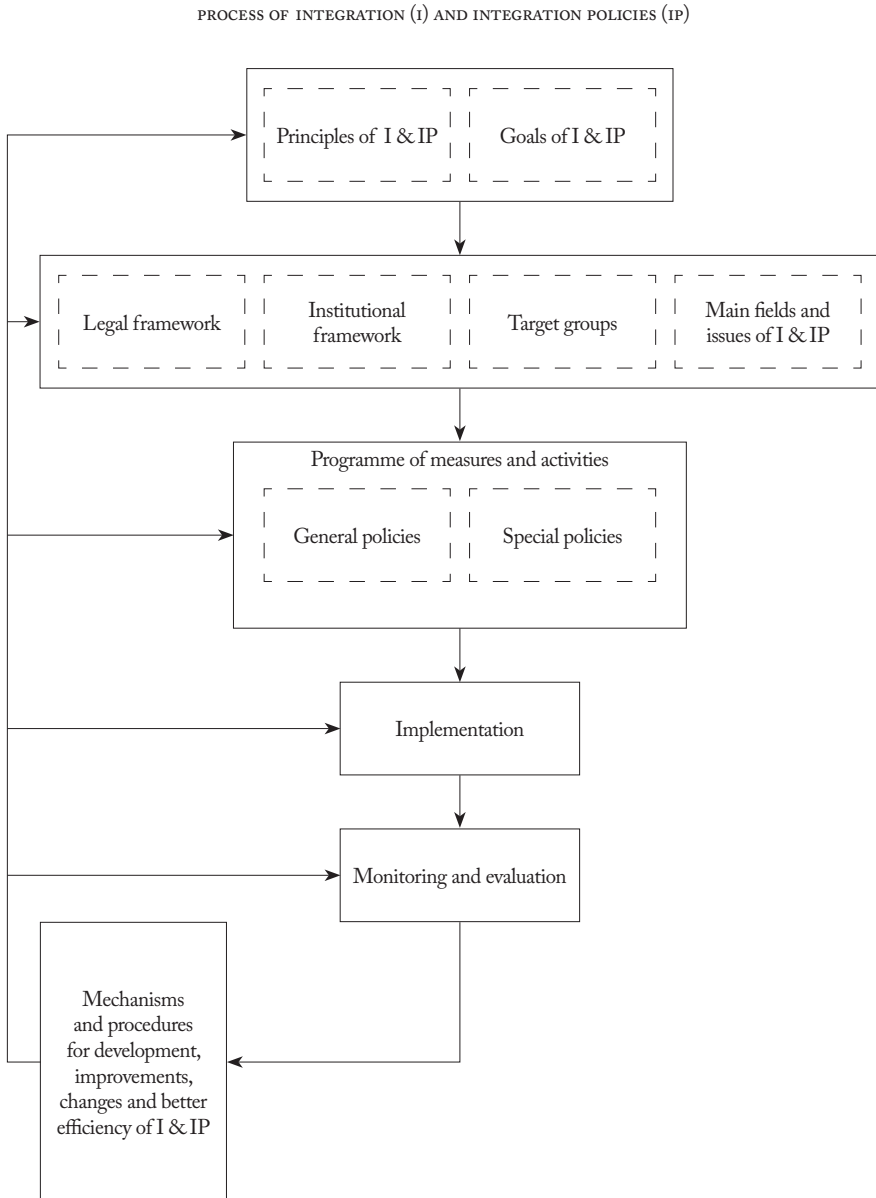 PROCESS OF INTEGRATION (I) AND INTEGRATION POLICIES (IP)
Principles of I & IP
Goals of I & IP
Legal framework
Institutional
framework
Target groups
Main fields and
issues of I & IP
Programme of measures and activities
General policies
Special policies
Implementation
Monitoring and evaluation
Mechanisms
and procedures
for development,
improvements,
changes and better
efficiency of I & IP